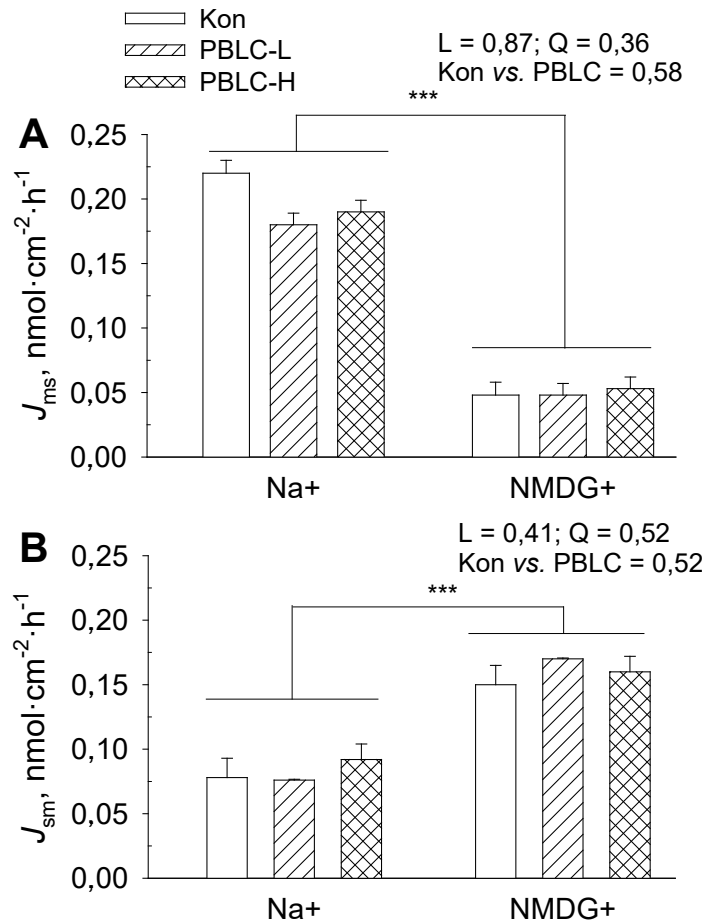 Kon
PBLC-L
PBLC-H
L = 0,87; Q = 0,36
Kon vs. PBLC = 0,58
***
A
0,25
0,20
0,15
0,10
0,05
0,00
Jms, nmol·cm-2·h-1
Na+ NMDG+
B
L = 0,41; Q = 0,52
Kon vs. PBLC = 0,52
***
0,25
0,20
0,15
0,10
0,05
0,00
Jsm, nmol·cm-2·h-1
Na+ NMDG+